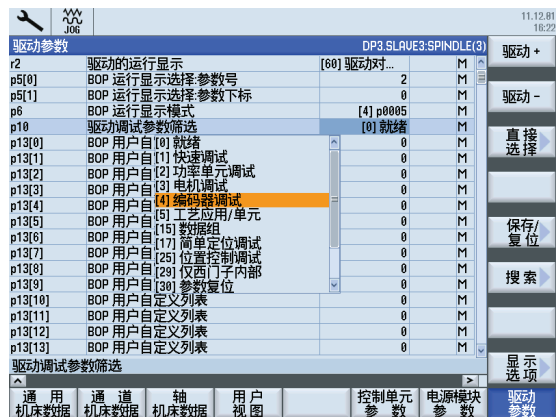 JOG
11.12.01
16:22
驱动参数 DP3.SLAVE3:SPINDLE(3)
r2 驱动的运行显示 [60] 驱动对... M
p5[0] BOP 运行显示选择:参数号 2 M
p5[1] BOP 运行显示选择:参数下标 0 M
p6 BOP 运行显示模式 [4] p0005 M
p10 驱动调试参数筛选 [0] 就绪 M
p13[0] BOP 用户自 [0] 就绪 0 M
p13[1] BOP 用户自 [1] 快速调试 0 M
p13[2] BOP 用户自 [2] 功率单元调试 0 M
p13[3] BOP 用户自 [3] 电机调试 0 M
p13[4] BOP 用户自 [4] 编码器调试 0 M
p13[5] BOP 用户自 [5] 工艺应用/单元 0 M
p13[6] BOP 用户自 [15] 数据组 0 M
p13[7] BOP 用户自 [17] 简单定位调试 0 M
p13[8] BOP 用户自 [25] 位置控制调试 0 M
p13[9] BOP 用户自 [29] 仅西门子内部 0 M
[30] 参数复位
p13[10] BOP 用户自定义列表 0 M
p13[11] BOP 用户自定义列表 0 M
p13[12] BOP 用户自定义列表 0 M
p13[13] BOP 用户自定义列表 0 M
驱动调试参数筛选
驱动 +
驱动 -
直接
选择
保存/
复位
搜索
显示
选项
通用
机床数据
通道
机床数据
轴
机床数据
用户
视图
控制单元
参数
电源模块
参数
驱动
参数